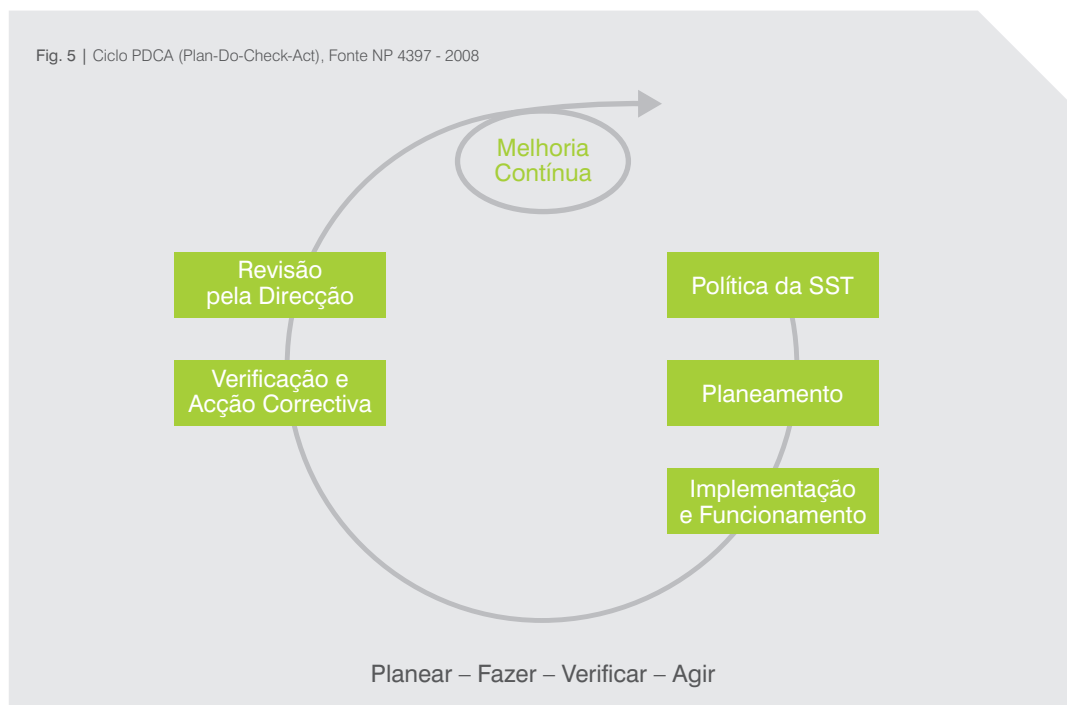 Fig. 5 | Ciclo PDCA (Plan-Do-Check-Act), Fonte NP 4397 - 2008
Melhoria
Contínua
Revisão
pela Direcção
Política da SST
Verificação e
Acção Correctiva
Planeamento
Implementação
e Funcionamento
Planear – Fazer – Verificar – Agir